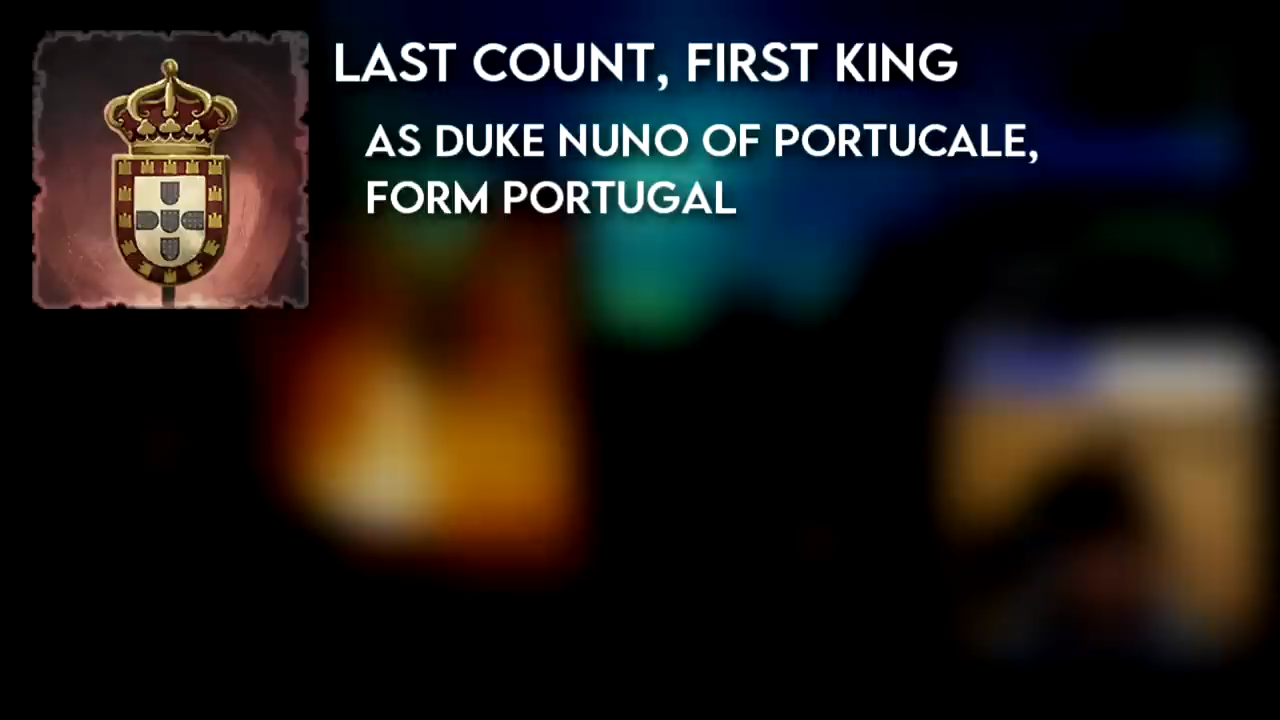 LAST COUNT, FIRST KING
AS DUKE NUNO OF PORTUCALE,
FORM PORTUGAL